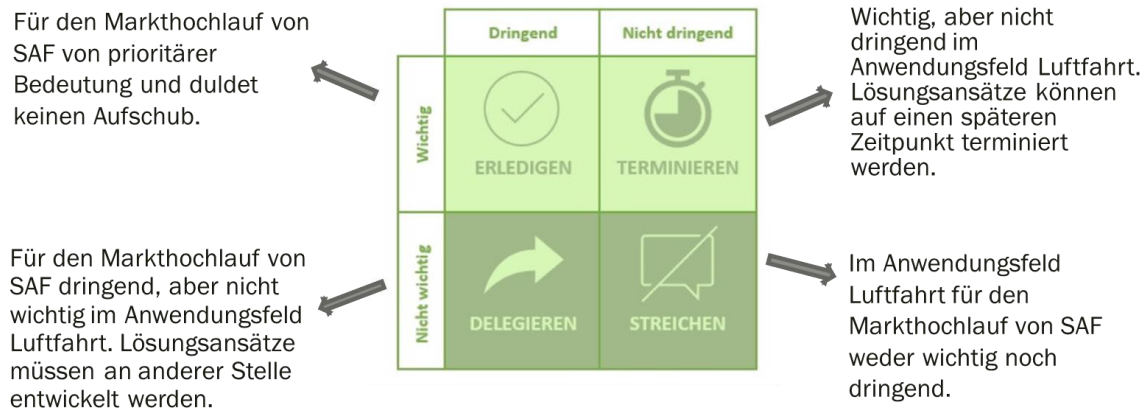 Für den Markthochlauf von
SAF von prioritärer
Bedeutung und duldet
keinen Aufschub.
Dringend
Nicht dringend
Wichtig
ERLEDIGEN
TERMINIEREN
Wichtig, aber nicht
dringend im
Anwendungsfeld Luftfahrt.
Lösungsansätze können
auf einen späteren
Zeitpunkt terminiert
werden.
Für den Markthochlauf von
SAF dringend, aber nicht
wichtig im Anwendungsfeld
Luftfahrt. Lösungsansätze
müssen an anderer Stelle
entwickelt werden.
Nicht wichtig
DELEGIEREN
STREICHEN
Im Anwendungsfeld
Luftfahrt für den
Markthochlauf von SAF
weder wichtig noch
dringend.